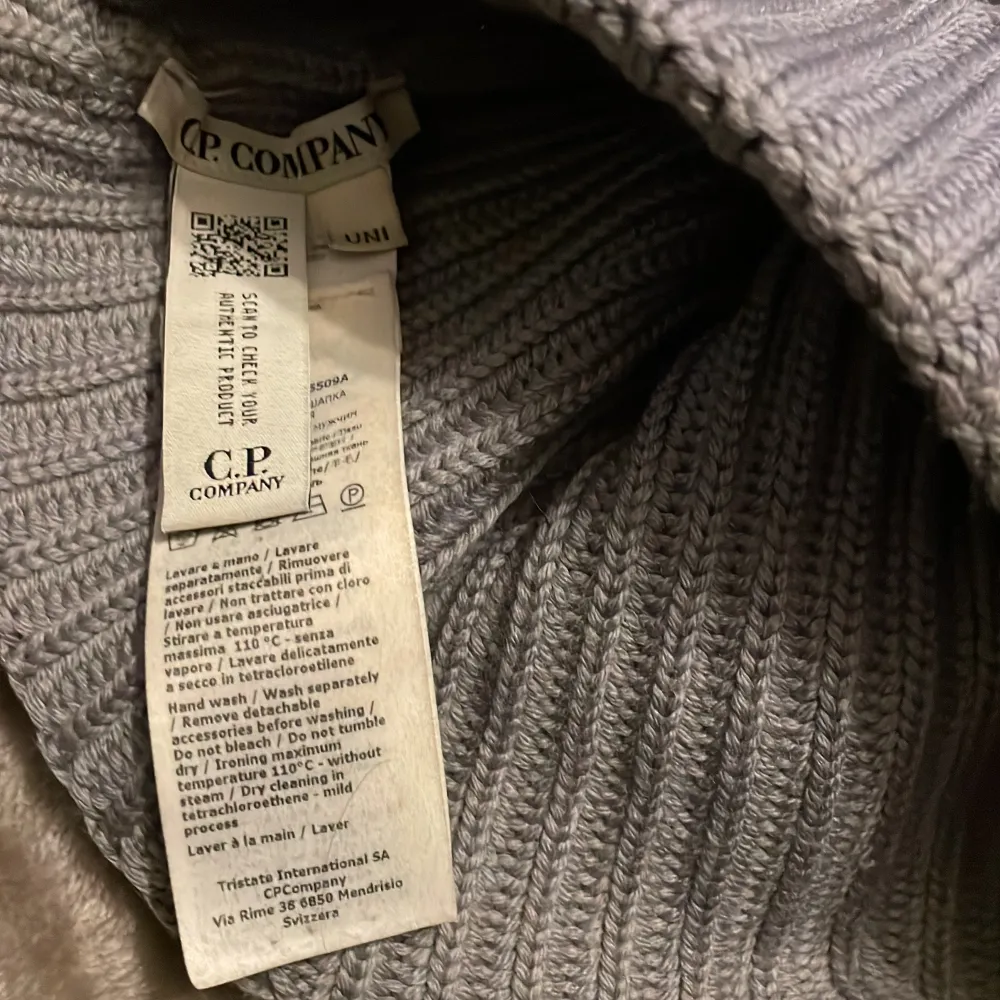 C.P. COMPANY
UNI
SCAN TO CHECK YOUR
AUTHENTIC PRODUCT
C.P.
COMPANY
5509A
ШАПКА
P
Lavare a mano / Lavare
separatamente / Rimuovere
accessori staccabili prima di
lavare / Non trattare con cloro
/ Non usare asciugatrice /
Stirare a temperatura
massima 110 °C - senza
vapore / Lavare delicatamente
a secco in tetracloroetilene
Hand wash / Wash separately
/ Remove detachable
accessories before washing /
Do not bleach / Do not tumble
dry / Ironing maximum
temperature 110°C - without
steam / Dry cleaning in
tetrachloroethene - mild
process
Laver à la main / Laver
Tristate International SA
CPCompany
Via Rime 38 6850 Mendrisio
Svizzera